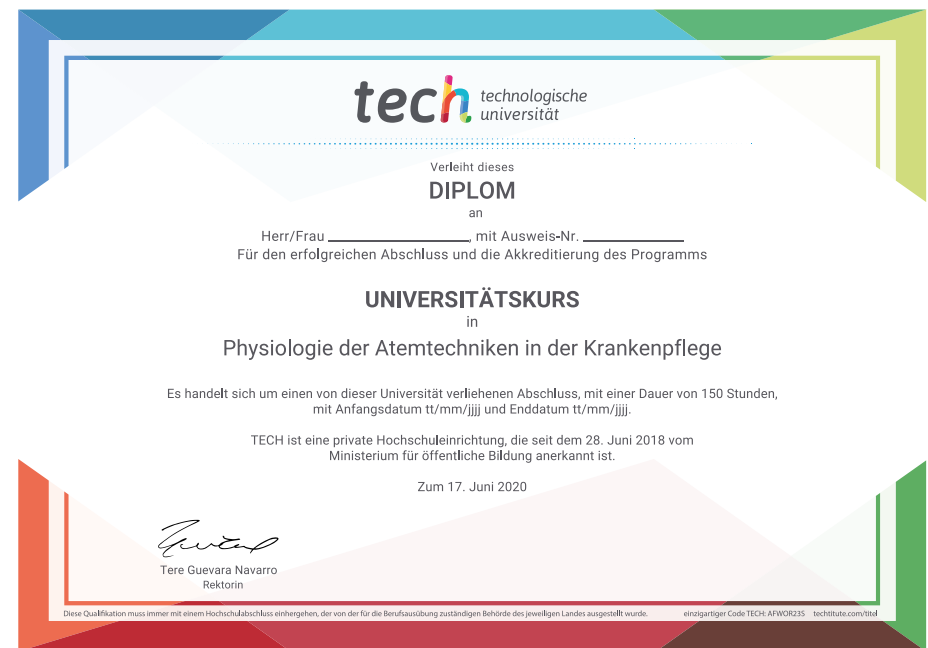 tech technologische
universität
Verleiht dieses
DIPLOM
an
Herr/Frau ____________________, mit Ausweis-Nr. ______________
Für den erfolgreichen Abschluss und die Akkreditierung des Programms
UNIVERSITÄTSKURS
in
Physiologie der Atemtechniken in der Krankenpflege
Es handelt sich um einen von dieser Universität verliehenen Abschluss, mit einer Dauer von 150 Stunden,
mit Anfangsdatum tt/mm/jjjj und Enddatum tt/mm/jjjj.
TECH ist eine private Hochschuleinrichtung, die seit dem 28. Juni 2018 vom
Ministerium für öffentliche Bildung anerkannt ist.
Zum 17. Juni 2020
Tere Guevara Navarro
Rektorin
Diese Qualifikation muss immer mit einem Hochschulabschluss einhergehen, der von der für die Berufsausübung zuständigen Behörde des jeweiligen Landes ausgestellt wurde. einzigartiger Code TECH: AFWOR23S techtitute.com/titel